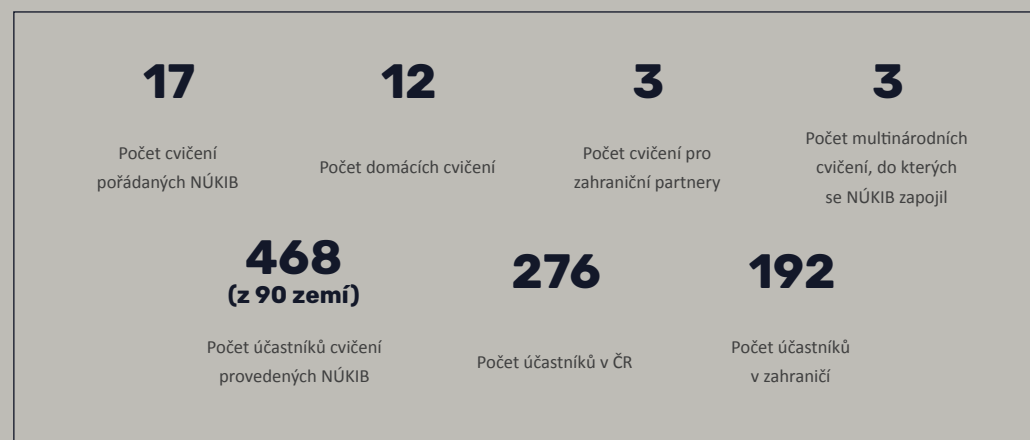 17
Počet cvičení
pořádaných NÚKIB
12
Počet domácích cvičení
3
Počet cvičení pro
zahraniční partnery
3
Počet multinárodních
cvičení, do kterých
se NÚKIB zapojil
468
(z 90 zemí)
Počet účastníků cvičení
provedených NÚKIB
276
Počet účastníků v ČR
192
Počet účastníků
v zahraničí